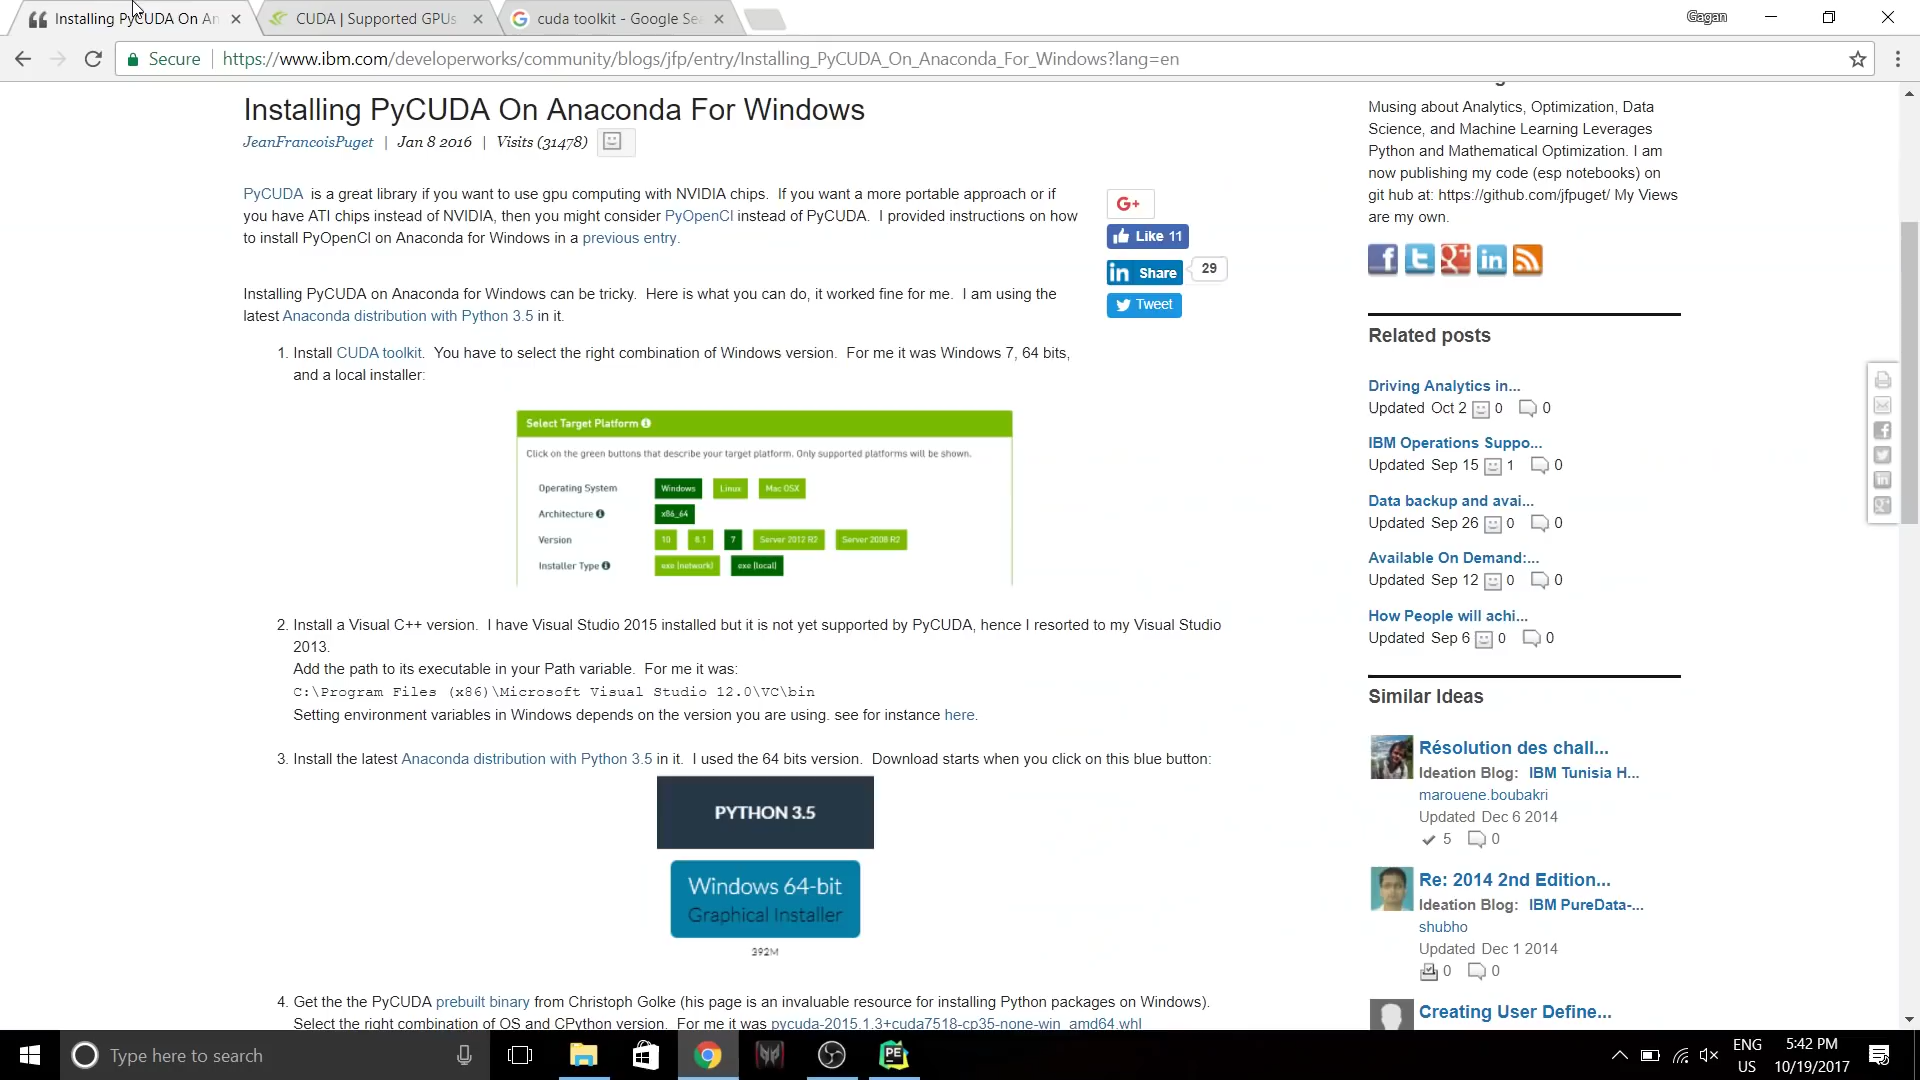 Installing PyCUDA On An
CUDA | Supported GPUs
cuda toolkit - Google Se
Gagan
Secure
https://www.ibm.com/developerworks/community/blogs/jfp/entry/Installing_PyCUDA_On_Anaconda_For_Windows?lang=en
Installing PyCUDA On Anaconda For Windows
JeanFrancoisPuget | Jan 8 2016 | Visits (31478)
PyCUDA is a great library if you want to use gpu computing with NVIDIA chips. If you want a more portable approach or if
you have ATI chips instead of NVIDIA, then you might consider PyOpenCl instead of PyCUDA. I provided instructions on how
to install PyOpenCl on Anaconda for Windows in a previous entry.
G+
Like 11
in Share 29
Tweet
Installing PyCUDA on Anaconda for Windows can be tricky. Here is what you can do, it worked fine for me. I am using the
latest Anaconda distribution with Python 3.5 in it.
1. Install CUDA toolkit. You have to select the right combination of Windows version. For me it was Windows 7, 64 bits,
and a local installer:
Select Target Platform
Click on the green buttons that describe your target platform. Only supported platforms will be shown.
Operating System Windows Linux Mac OSX
Architecture x86_64
Version 10 8.1 7 Server 2012 R2 Server 2008 R2
Installer Type exe (network) exe (local)
2. Install a Visual C++ version. I have Visual Studio 2015 installed but it is not yet supported by PyCUDA, hence I resorted to my Visual Studio
2013.
Add the path to its executable in your Path variable. For me it was:
C:\Program Files (x86)\Microsoft Visual Studio 12.0\VC\bin
Setting environment variables in Windows depends on the version you are using. see for instance here.
3. Install the latest Anaconda distribution with Python 3.5 in it. I used the 64 bits version. Download starts when you click on this blue button:
PYTHON 3.5
Windows 64-bit
Graphical Installer
392M
4. Get the the PyCUDA prebuilt binary from Christoph Golke (his page is an invaluable resource for installing Python packages on Windows).
Select the right combination of OS and CPython version. For me it was pycuda-2015.1.3+cuda7518-cp35-none-win_amd64.whl
Musing about Analytics, Optimization, Data
Science, and Machine Learning Leverages
Python and Mathematical Optimization. I am
now publishing my code (esp notebooks) on
git hub at: https://github.com/jfpuget/ My Views
are my own.
Related posts
Driving Analytics in...
Updated Oct 2 0 0
IBM Operations Suppo...
Updated Sep 15 1 0
Data backup and avai...
Updated Sep 26 0 0
Available On Demand:...
Updated Sep 12 0 0
How People will achi...
Updated Sep 6 0 0
Similar Ideas
Résolution des chall...
Ideation Blog: IBM Tunisia H...
marouene.boubakri
Updated Dec 6 2014
5 0
Re: 2014 2nd Edition...
Ideation Blog: IBM PureData-...
shubho
Updated Dec 1 2014
0 0
Creating User Define...
Type here to search
PE
ENG
US
5:42 PM
10/19/2017